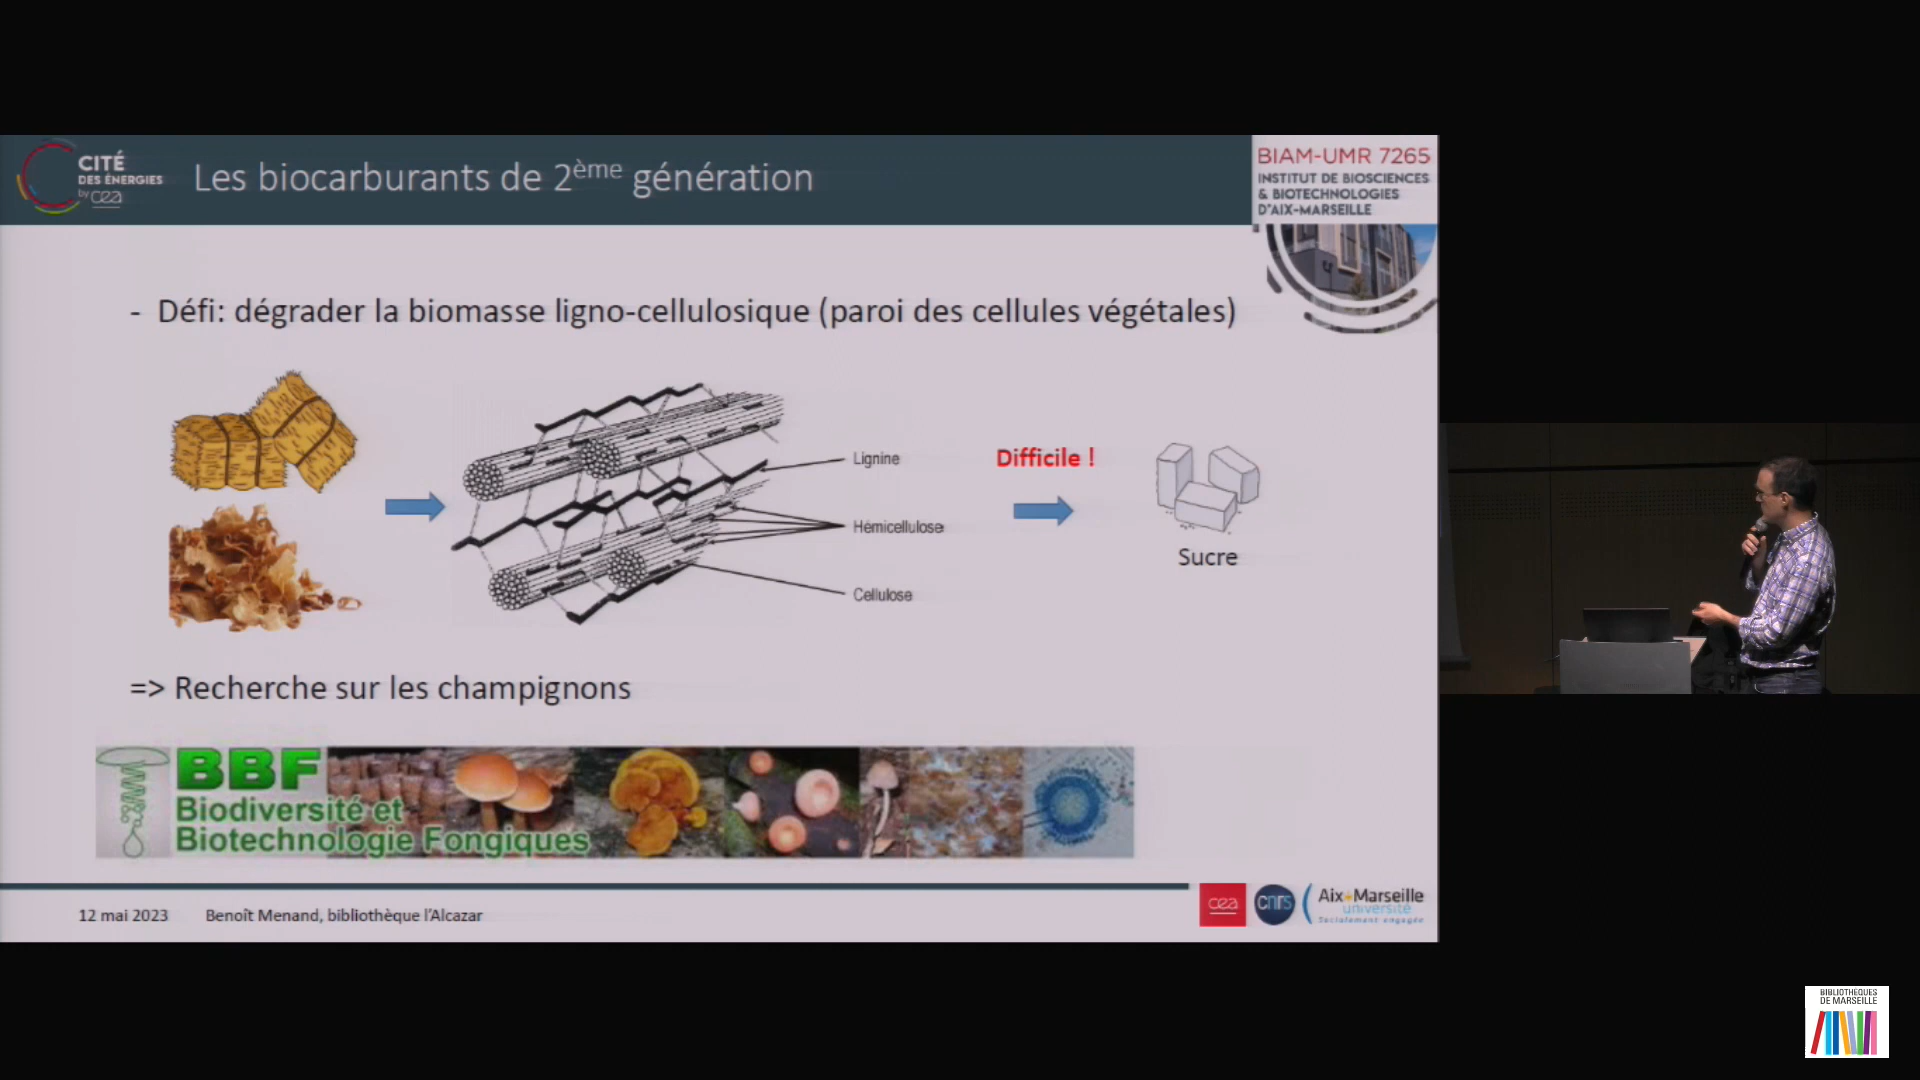 CITÉ
DES ÉNERGIES
by cea
Les biocarburants de 2ème génération
BIAM-UMR 7265
INSTITUT DE BIOSCIENCES
& BIOTECHNOLOGIES
D'AIX-MARSEILLE
- Défi: dégrader la biomasse ligno-cellulosique (paroi des cellules végétales)
Lignine
Hémicellulose
Cellulose
Difficile !
Sucre
=> Recherche sur les champignons
BBF
Biodiversité et
Biotechnologie Fongiques
12 mai 2023 Benoît Menand, bibliothèque l'Alcazar
cea
cnrs
Aix+Marseille
université
Socialement engagée
BIBLIOTHEQUES
DE MARSEILLE